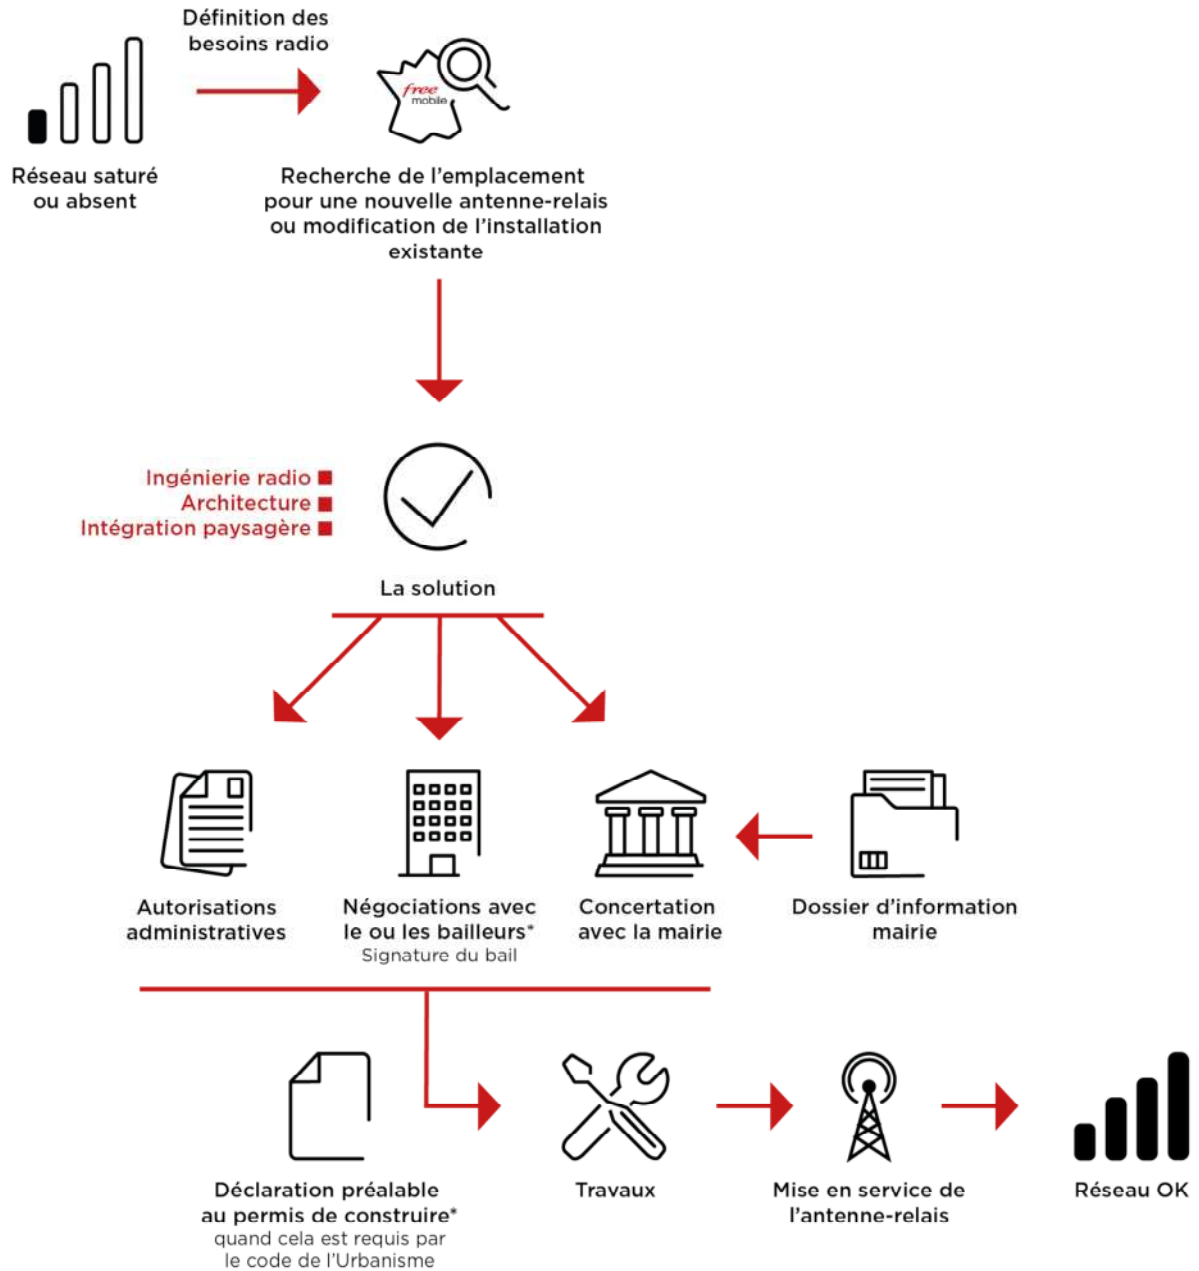 Définition des
besoins radio
free
mobile
Réseau saturé
ou absent
Recherche de l'emplacement
pour une nouvelle antenne-relais
ou modification de l'installation
existante
Ingénierie radio
Architecture
Intégration paysagère
La solution
Autorisations
administratives
Négociations avec
le ou les bailleurs*
Signature du bail
Concertation
avec la mairie
Dossier d'information
mairie
Déclaration préalable
au permis de construire*
quand cela est requis par
le code de l'Urbanisme
Travaux
Mise en service de
l'antenne-relais
Réseau OK